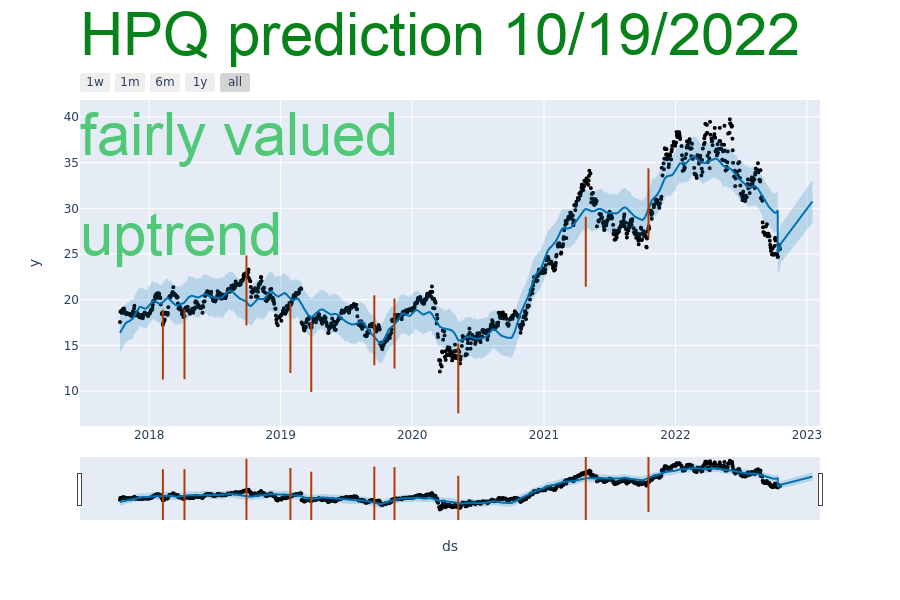 HPQ prediction 10/19/2022
1w 1m 6m 1y all
40
fairly valued
35
30
uptrend
25
y
20
15
10
2018 2019 2020 2021 2022 2023
ds